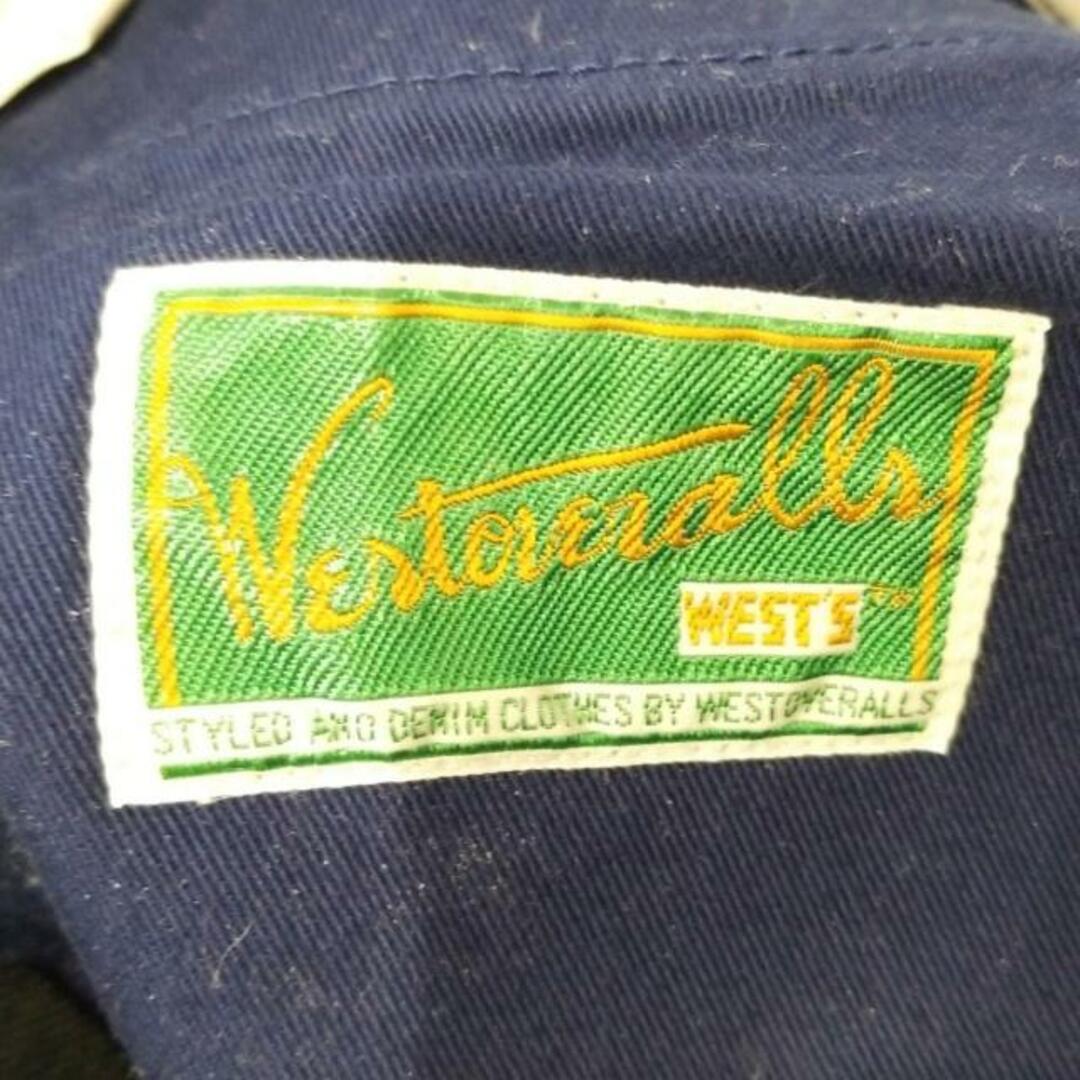 Westoveralls
WEST'S
STYLED AND DENIM CLOTHES BY WESTOVERALLS